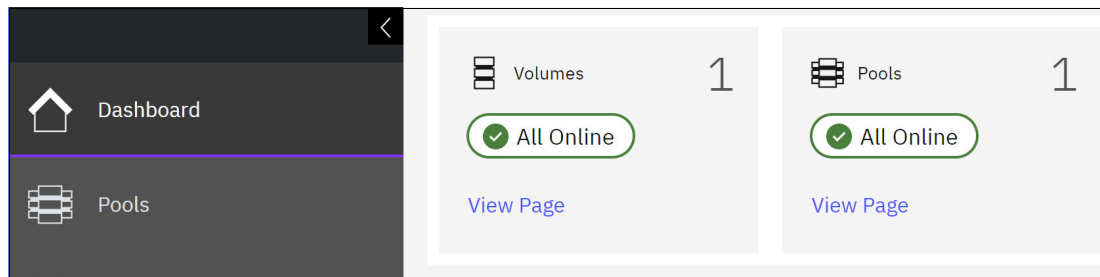 Dashboard
Pools
Volumes
1
All Online
View Page
Pools
1
All Online
View Page